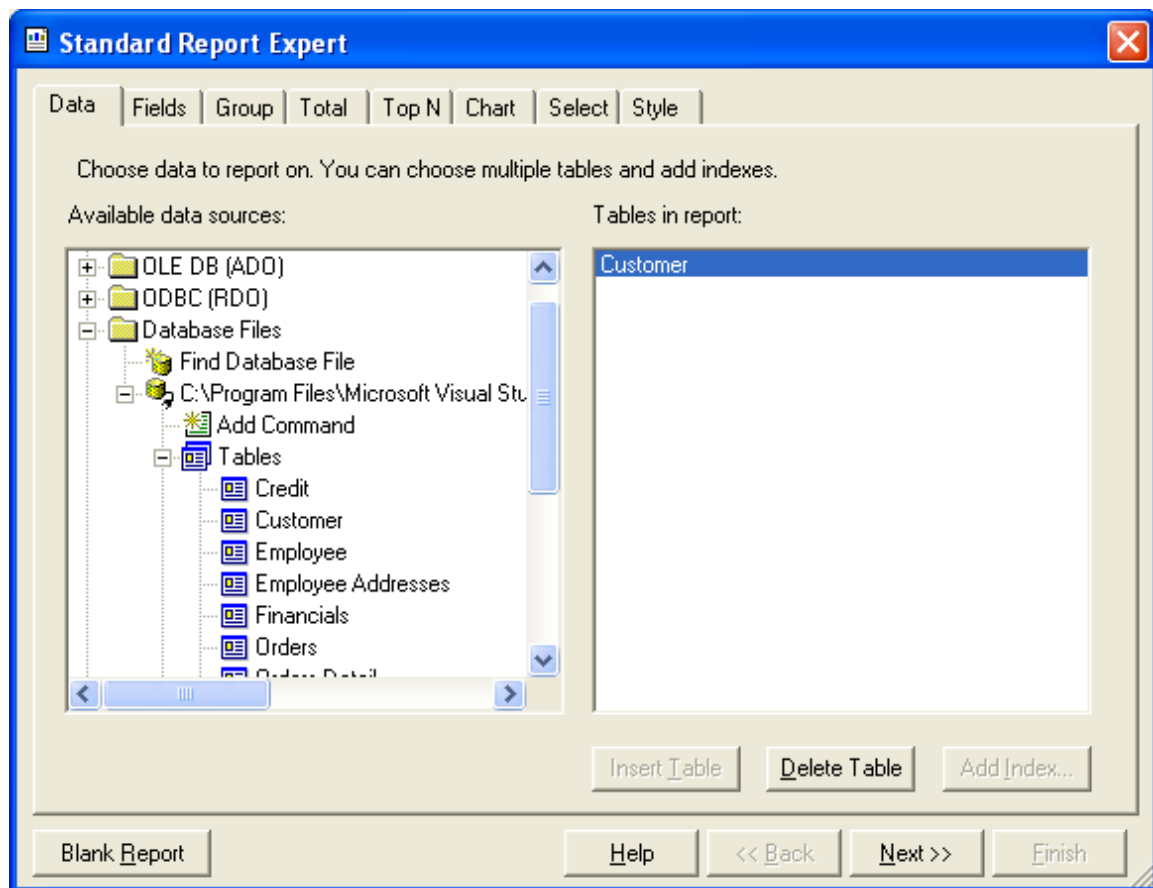 Standard Report Expert
Data Fields Group Total Top N Chart Select Style
Choose data to report on. You can choose multiple tables and add indexes.
Available data sources:
Tables in report:
OLE DB (ADO)
ODBC (RDO)
Database Files
Find Database File
C:\Program Files\Microsoft Visual Stu
Add Command
Tables
Credit
Customer
Employee
Employee Addresses
Financials
Orders
Orders Detail
Customer
Insert Table Delete Table Add Index...
Blank Report Help << Back Next >> Finish